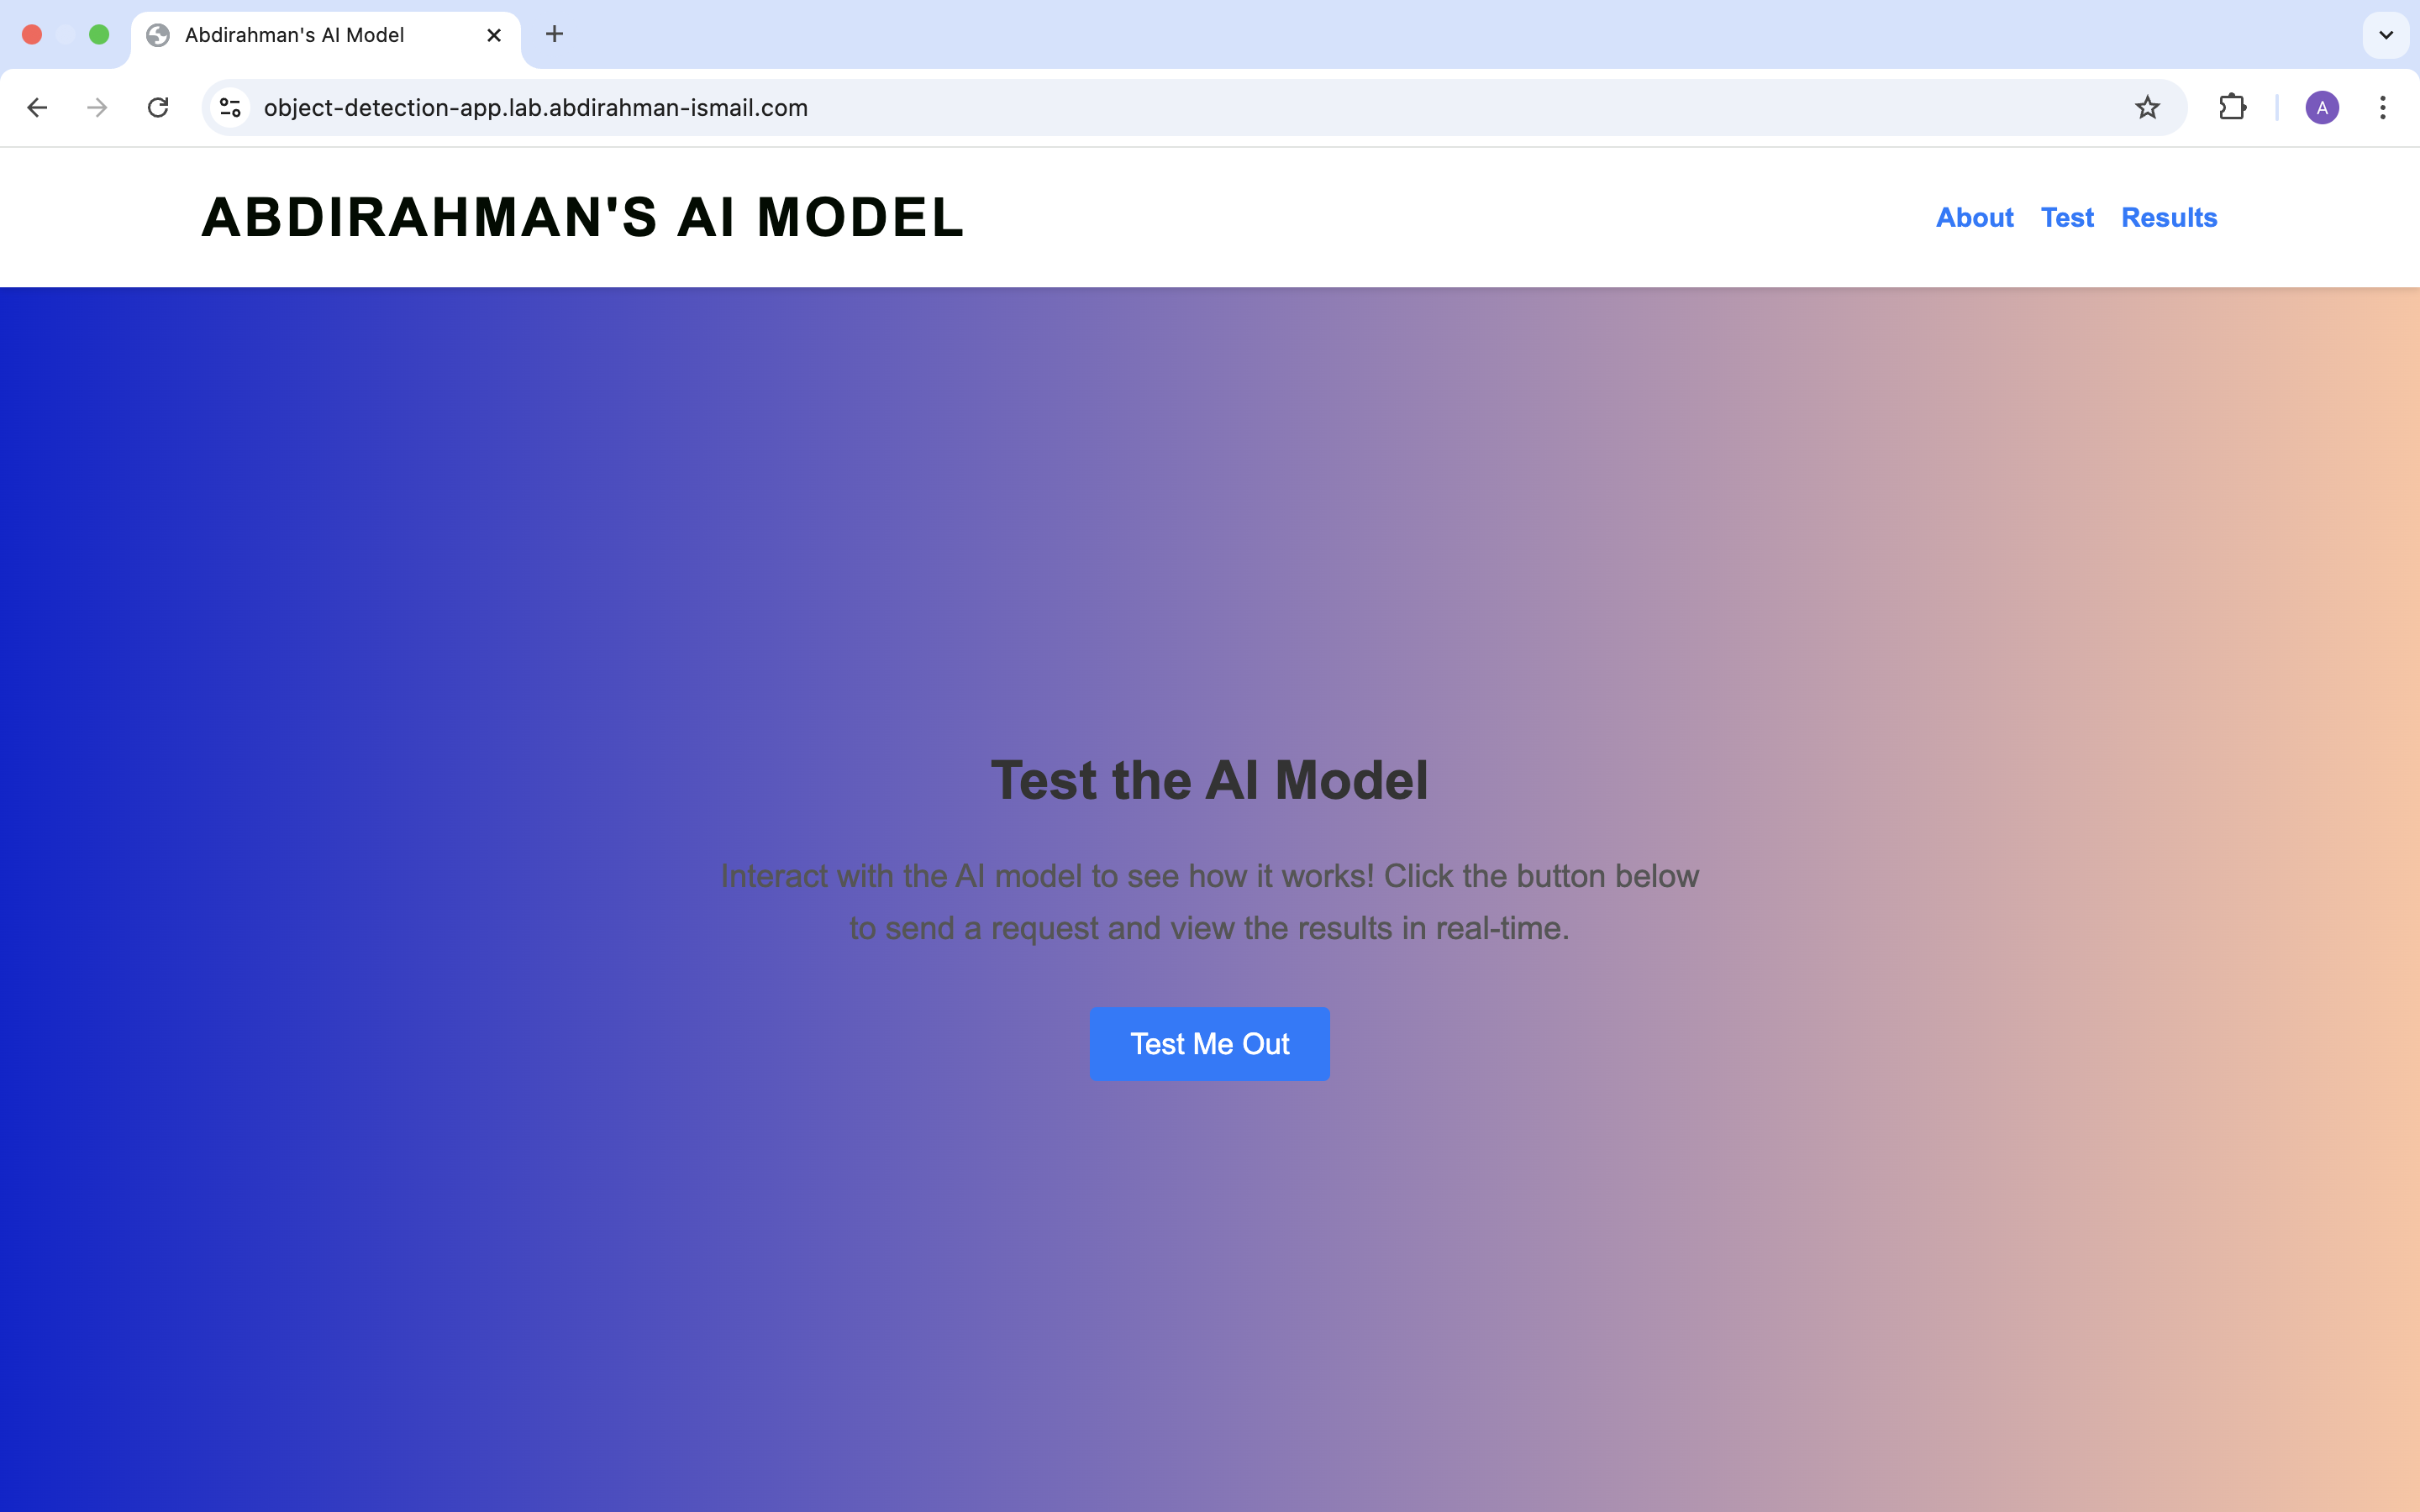 Abdirahman's AI Model
object-detection-app.lab.abdirahman-ismail.com
A
ABDIRAHMAN'S AI MODEL
About Test Results
Test the AI Model
Interact with the AI model to see how it works! Click the button below
to send a request and view the results in real-time.
Test Me Out